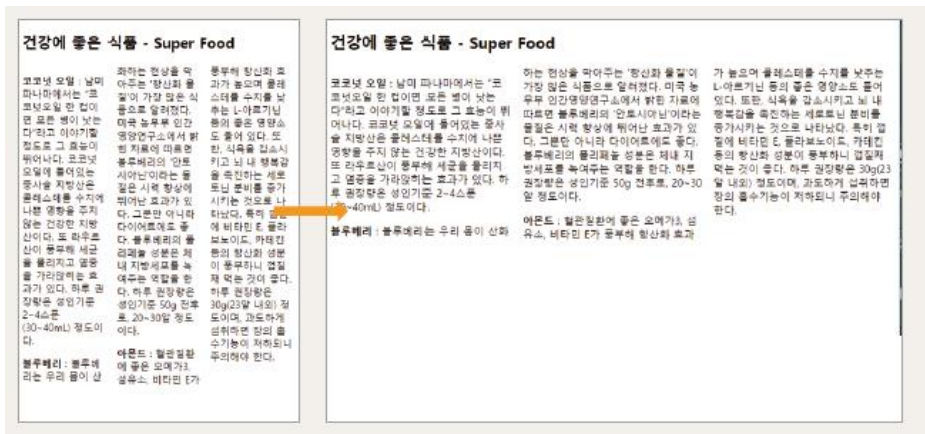 건강에 좋은 식품 - Super Food
코코넛 오일 : 남미
파나마에서는 "코
코넛오일 한 컵이
면 모든 병이 낫는
다"라고 이야기할
정도로 그 효능이
뛰어나다. 코코넛
오일에 들어있는
중사슬 지방산은
콜레스테롤 수치에
나쁜 영향을 주지
않는 건강한 지방
산이다. 또 라우르
산이 풍부해 세균
을 물리치고 염증
을 가라앉히는 효
과가 있다. 하루 권
장량은 성인기준
2~4스푼
(30~40mL) 정도이
다.
블루베리 : 블루베
리는 우리 몸이 산
화하는 현상을 막
아주는 '항산화 물
질'이 가장 많은 식
품으로 알려졌다.
미국 농무부 인간
영양연구소에서 밝
힌 자료에 따르면
블루베리의 '안토
시아닌'이라는 물
질은 시력 향상에
뛰어난 효과가 있
다. 그뿐만 아니라
다이어트에도 좋
다. 블루베리의 폴
리페놀 성분은 체
내 지방세포를 녹
여주는 역할을 한
다. 하루 권장량은
성인기준 50g 전후
로, 20~30알 정도
이다.
아몬드 : 혈관질환
에 좋은 오메가3,
섬유소, 비타민 E가
풍부해 항산화 효
과가 높으며 콜레
스테롤 수치를 낮
추는 L-아르기닌
등의 좋은 영양소
도 들어 있다. 또
한, 식욕을 감소시
키고 뇌 내 행복감
을 촉진하는 세로
토닌 분비를 증가
시키는 것으로 나
타났다. 특히 껍질
에 비타민 E, 플라
보노이드, 카테킨
등의 항산화 성분
이 풍부하니 껍질
째 먹는 것이 좋다.
하루 권장량은
30g(23알 내외) 정
도이며, 과도하게
섭취하면 장의 흡
수기능이 저하되니
주의해야 한다.
건강에 좋은 식품 - Super Food
코코넛 오일 : 남미 파나마에서는 "코
코넛오일 한 컵이면 모든 병이 낫는
다"라고 이야기할 정도로 그 효능이 뛰
어나다. 코코넛 오일에 들어있는 중사
슬 지방산은 콜레스테롤 수치에 나쁜
영향을 주지 않는 건강한 지방산이다.
또 라우르산이 풍부해 세균을 물리치
고 염증을 가라앉히는 효과가 있다. 하
루 권장량은 성인기준 2~4스푼
(30~40mL) 정도이다.
블루베리 : 블루베리는 우리 몸이 산화
하는 현상을 막아주는 '항산화 물질'이
가장 많은 식품으로 알려졌다. 미국 농
무부 인간영양연구소에서 밝힌 자료에
따르면 블루베리의 '안토시아닌'이라는
물질은 시력 향상에 뛰어난 효과가 있
다. 그뿐만 아니라 다이어트에도 좋다.
블루베리의 폴리페놀 성분은 체내 지
방세포를 녹여주는 역할을 한다. 하루
권장량은 성인기준 50g 전후로, 20~30
알 정도이다.
아몬드 : 혈관질환에 좋은 오메가3, 섬
유소, 비타민 E가 풍부해 항산화 효과
가 높으며 콜레스테롤 수치를 낮추는
L-아르기닌 등의 좋은 영양소도 들어
있다. 또한, 식욕을 감소시키고 뇌 내
행복감을 촉진하는 세로토닌 분비를
증가시키는 것으로 나타났다. 특히 껍
질에 비타민 E, 플라보노이드, 카테킨
등의 항산화 성분이 풍부하니 껍질째
먹는 것이 좋다. 하루 권장량은 30g(23
알 내외) 정도이며, 과도하게 섭취하면
장의 흡수기능이 저하되니 주의해야
한다.